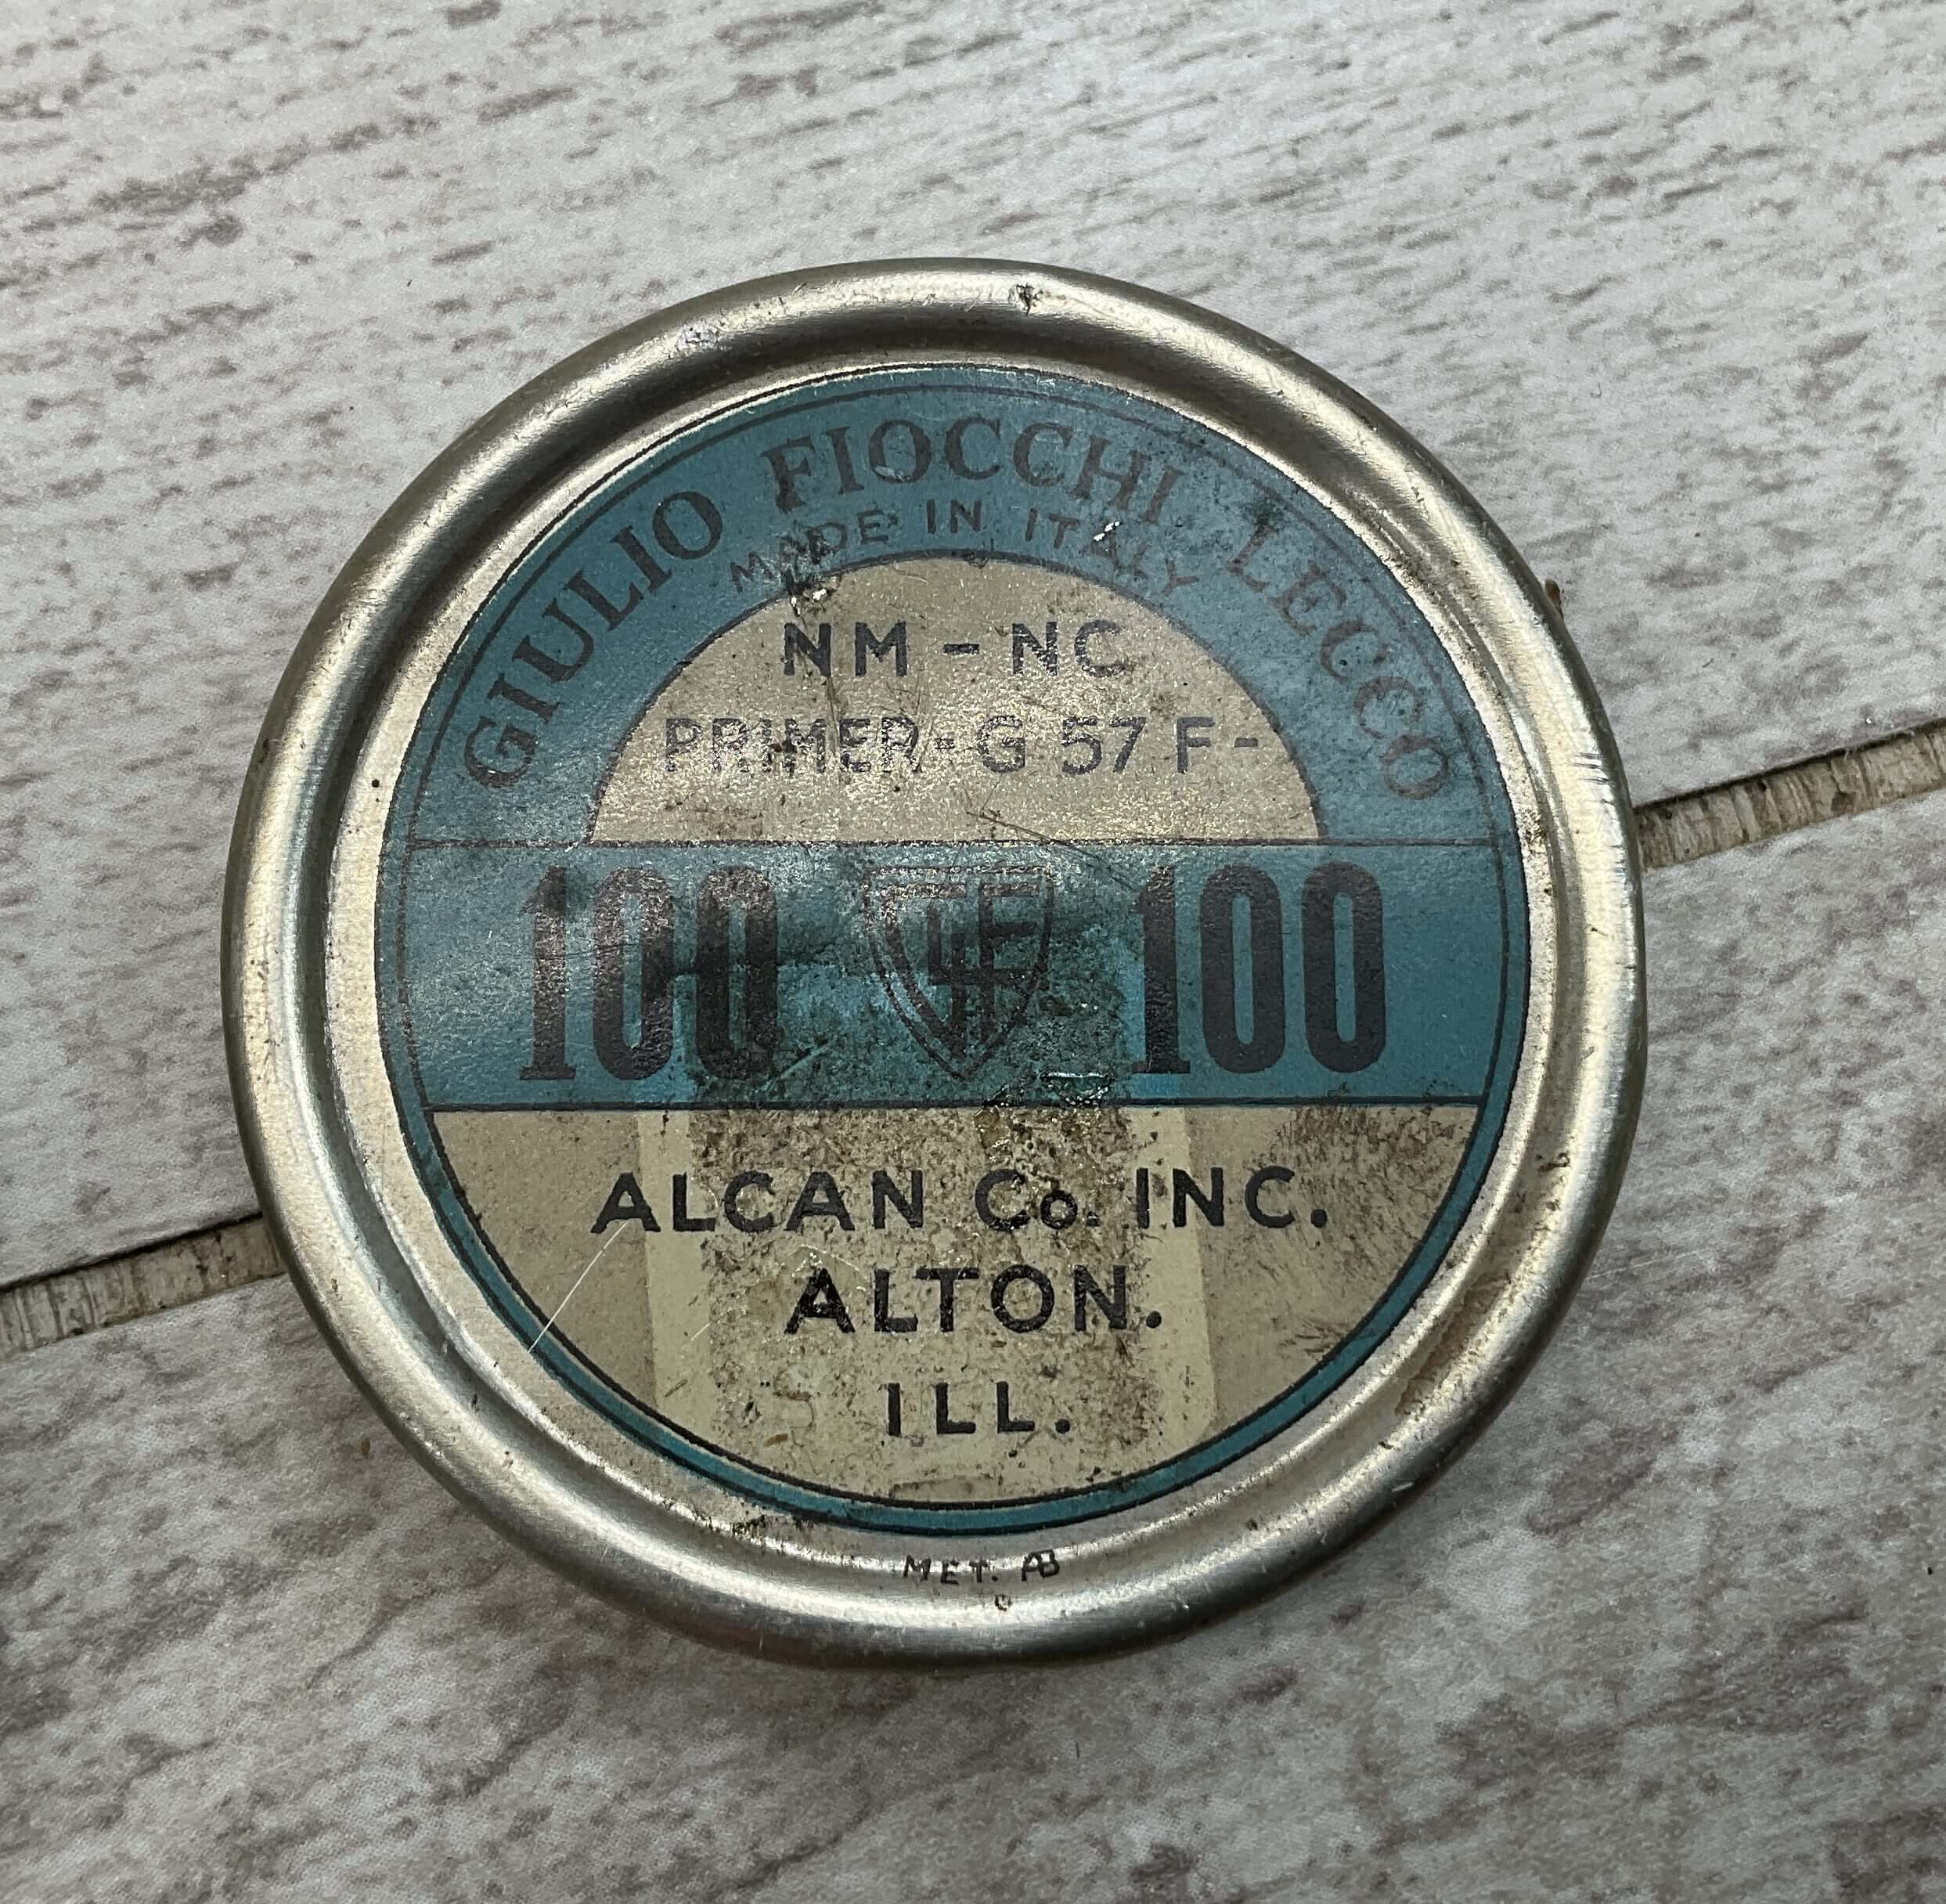 GIULIO FIOCCHI LECCO
MADE IN ITALY
NM - NC
PRIMER - G 57 F -
100 GF 100
ALCAN Co. INC.
ALTON.
ILL.
MET. AB